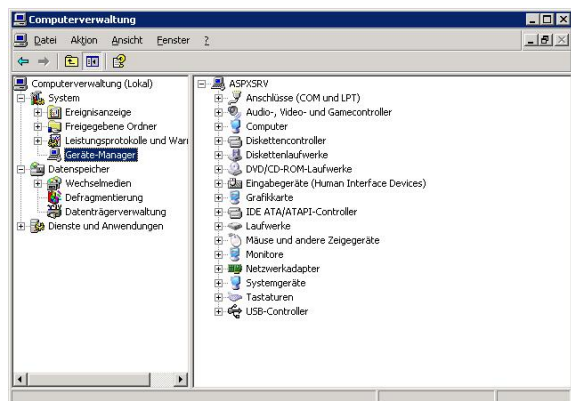 Computerverwaltung
Datei Aktion Ansicht Fenster ?
Computerverwaltung (Lokal)
System
Ereignisanzeige
Freigegebene Ordner
Leistungsprotokolle und Warn
Geräte-Manager
Datenspeicher
Wechselmedien
Defragmentierung
Datenträgerverwaltung
Dienste und Anwendungen
ASPXSRV
Anschlüsse (COM und LPT)
Audio-, Video- und Gamecontroller
Computer
Diskettencontroller
Diskettenlaufwerke
DVD/CD-ROM-Laufwerke
Eingabegeräte (Human Interface Devices)
Grafikkarte
IDE ATA/ATAPI-Controller
Laufwerke
Mäuse und andere Zeigegeräte
Monitore
Netzwerkadapter
Systemgeräte
Tastaturen
USB-Controller